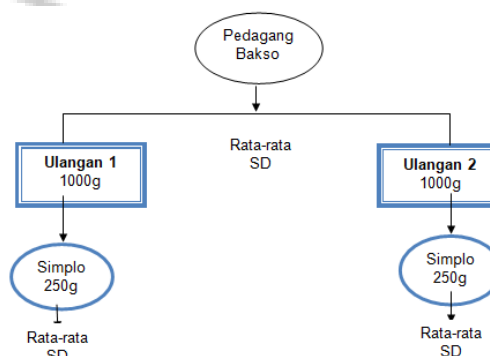 Pedagang
Bakso
Rata-rata
SD
Ulangan 1
1000g
Ulangan 2
1000g
Simplo
250g
Simplo
250g
Rata-rata
SD
Rata-rata
SD